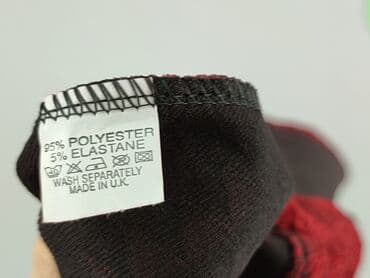 95% POLYESTER
5% ELASTANE
WASH SEPARATELY
MADE IN U.K.